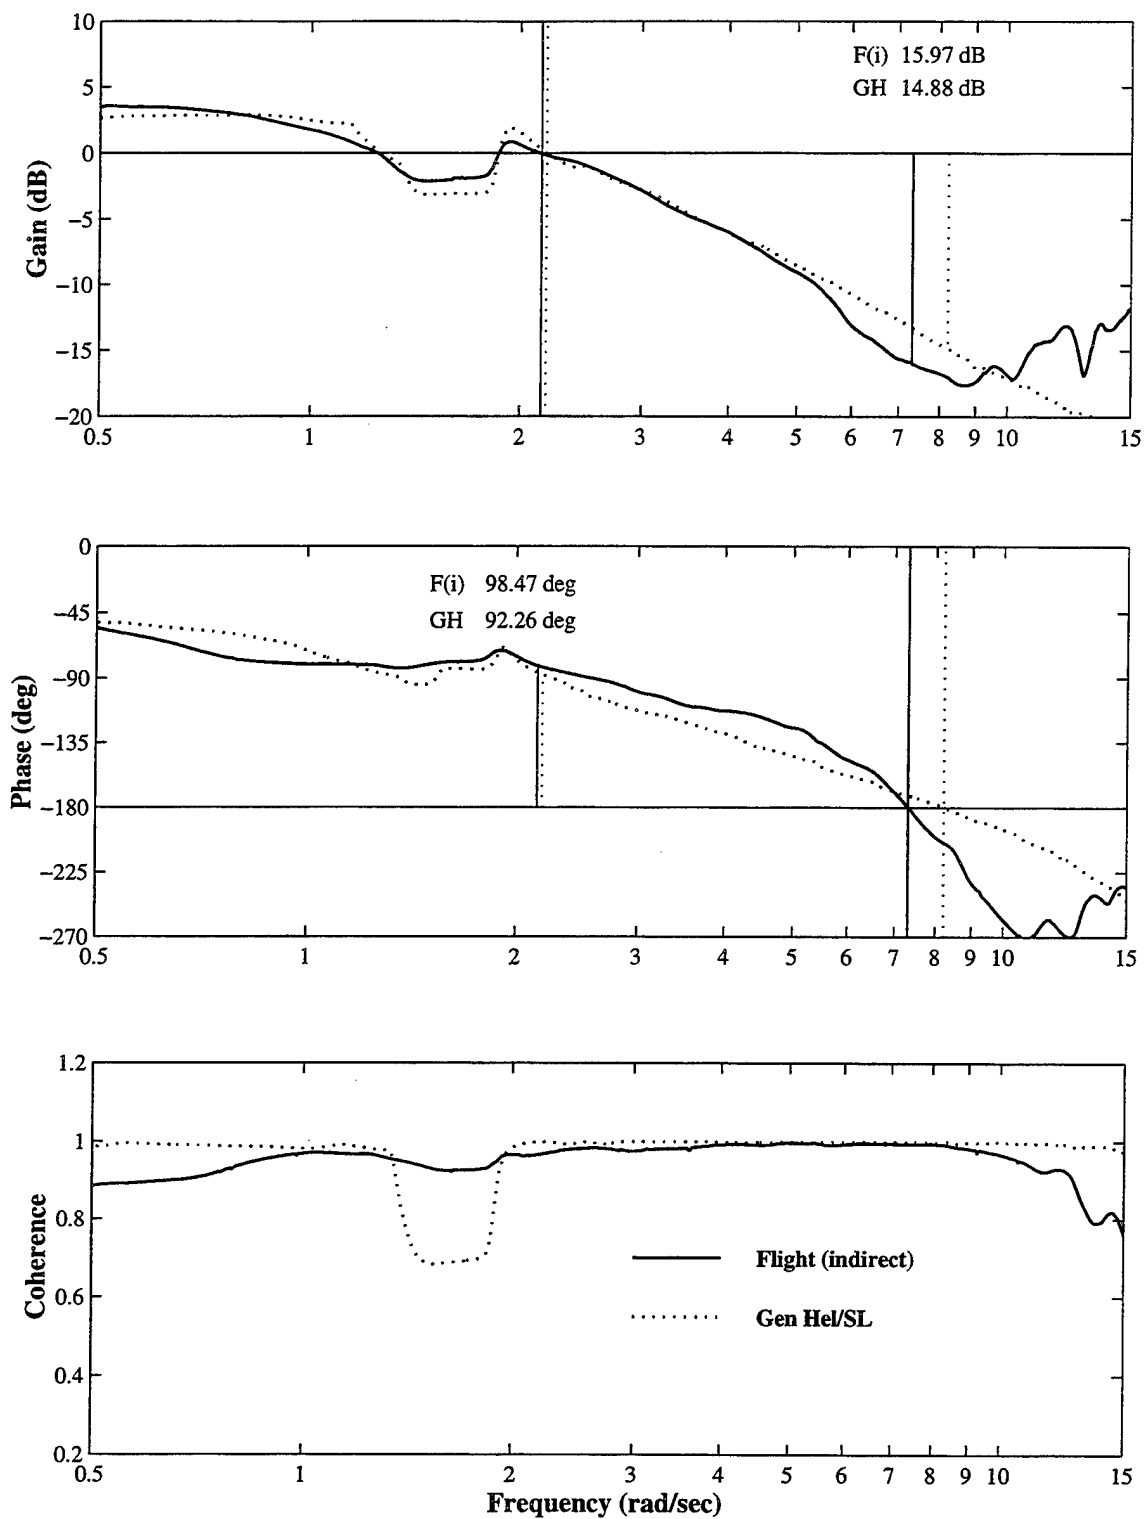 10
F(i) 15.97 dB
5
GH 14.88 dB
0
−5
−10
−15
−20
Gain (dB)
0.5 1 2 3 4 5 6 7 8 9 10 15
0
F(i) 98.47 deg
−45
GH 92.26 deg
−90
−135
−180
−225
−270
Phase (deg)
0.5 1 2 3 4 5 6 7 8 9 10 15
1.2
1
0.8
Flight (indirect)
0.6
Gen Hel/SL
0.4
0.2
Coherence
0.5 1 2 3 4 5 6 7 8 9 10 15
Frequency (rad/sec)